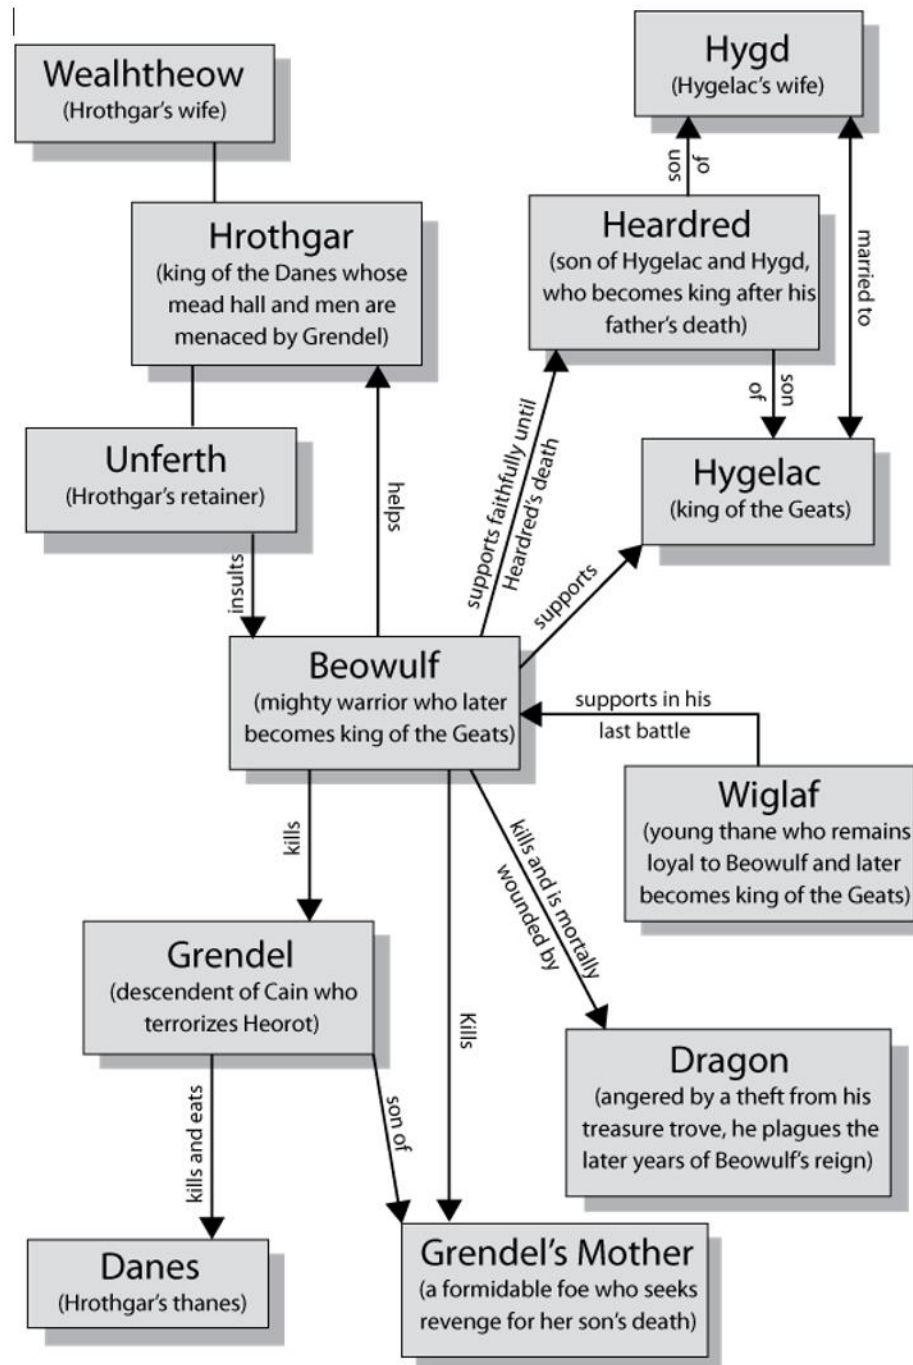 Wealhtheow
(Hrothgar's wife)
Hygd
(Hygelac's wife)
son
of
Hrothgar
(king of the Danes whose
mead hall and men are
menaced by Grendel)
Heardred
(son of Hygelac and Hygd,
who becomes king after his
father's death)
married to
son
of
Unferth
(Hrothgar's retainer)
helps
supports faithfully until
Heardred's death
Hygelac
(king of the Geats)
insults
supports
Beowulf
(mighty warrior who later
becomes king of the Geats)
supports in his
last battle
Wiglaf
(young thane who remains
loyal to Beowulf and later
becomes king of the Geats)
kills
kills and is mortally
wounded by
Grendel
(descendent of Cain who
terrorizes Heorot)
Kills
Dragon
(angered by a theft from his
treasure trove, he plagues the
later years of Beowulf's reign)
kills and eats
son of
Danes
(Hrothgar's thanes)
Grendel's Mother
(a formidable foe who seeks
revenge for her son's death)